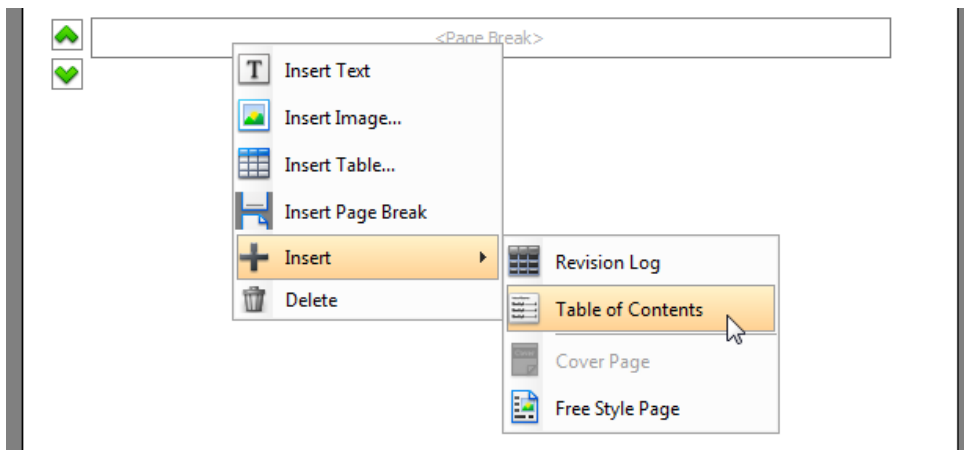 <Page Break>
Insert Text
Insert Image...
Insert Table...
Insert Page Break
Insert
Delete
Revision Log
Table of Contents
Cover Page
Free Style Page